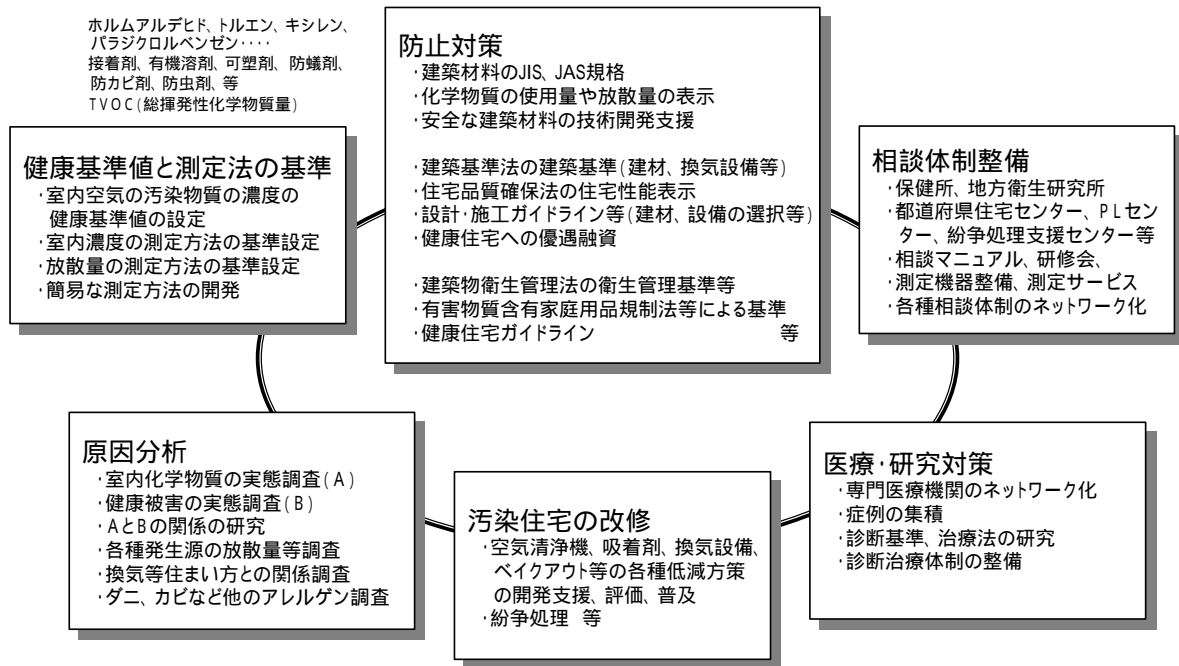 ホルムアルデヒド、トルエン、キシレン、
パラジクロルベンゼン‥‥
接着剤、有機溶剤、可塑剤、防蟻剤、
防カビ剤、防虫剤、等
TVOC(総揮発性化学物質量)
健康基準値と測定法の基準
・室内空気の汚染物質の濃度の
健康基準値の設定
・室内濃度の測定方法の基準設定
・放散量の測定方法の基準設定
・簡易な測定方法の開発
防止対策
・建築材料のJIS、JAS規格
・化学物質の使用量や放散量の表示
・安全な建築材料の技術開発支援
・建築基準法の建築基準(建材、換気設備等)
・住宅品質確保法の住宅性能表示
・設計・施工ガイドライン等(建材、設備の選択等)
・健康住宅への優遇融資
・建築物衛生管理法の衛生管理基準等
・有害物質含有家庭用品規制法等による基準
・健康住宅ガイドライン 等
相談体制整備
・保健所、地方衛生研究所
・都道府県住宅センター、PLセン
ター、紛争処理支援センター等
・相談マニュアル、研修会、
測定機器整備、測定サービス
・各種相談体制のネットワーク化
原因分析
・室内化学物質の実態調査(A)
・健康被害の実態調査(B)
・AとBの関係の研究
・各種発生源の放散量等調査
・換気等住まい方との関係調査
・ダニ、カビなど他のアレルゲン調査
汚染住宅の改修
・空気清浄機、吸着剤、換気設備、
ベイクアウト等の各種低減方策
の開発支援、評価、普及
・紛争処理 等
医療・研究対策
・専門医療機関のネットワーク化
・症例の集積
・診断基準、治療法の研究
・診断治療体制の整備